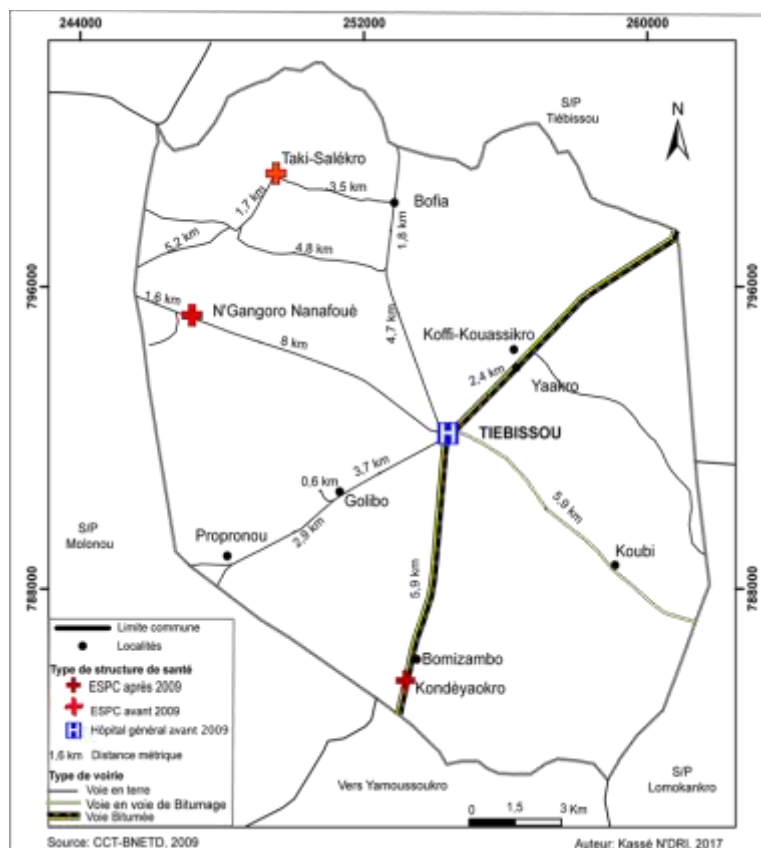 244000
252000
260000
S/P
Tiébissou
N
Taki-Salékro
3,5 km
1,7 km
Bofia
5,2 km
4,8 km
1,8 km
796000
796000
1,6 km
N'Gangoro Nanafouè
8 km
4,7 km
Koffi-Kouassikro
2,4 km
Yaakro
TIEBISSOU
H
3,7 km
0,6 km
Golibo
5,9 km
S/P
Molonou
Propronou
2,9 km
Koubi
788000
788000
5,9 km
Bomizambo
Kondèyaokro
Limite commune
Localités
Type de structure de santé
ESPC après 2009
ESPC avant 2009
H
Hôpital général avant 2009
1,6 km Distance métrique
Type de voirie
Voie en terre
Voie en voie de Bitumage
Voie Bitumée
Vers Yamoussoukro
S/P
Lomokankro
0 1,5 3 Km
Source: CCT-BNETD, 2009
Auteur: Kassé N'DRI, 2017